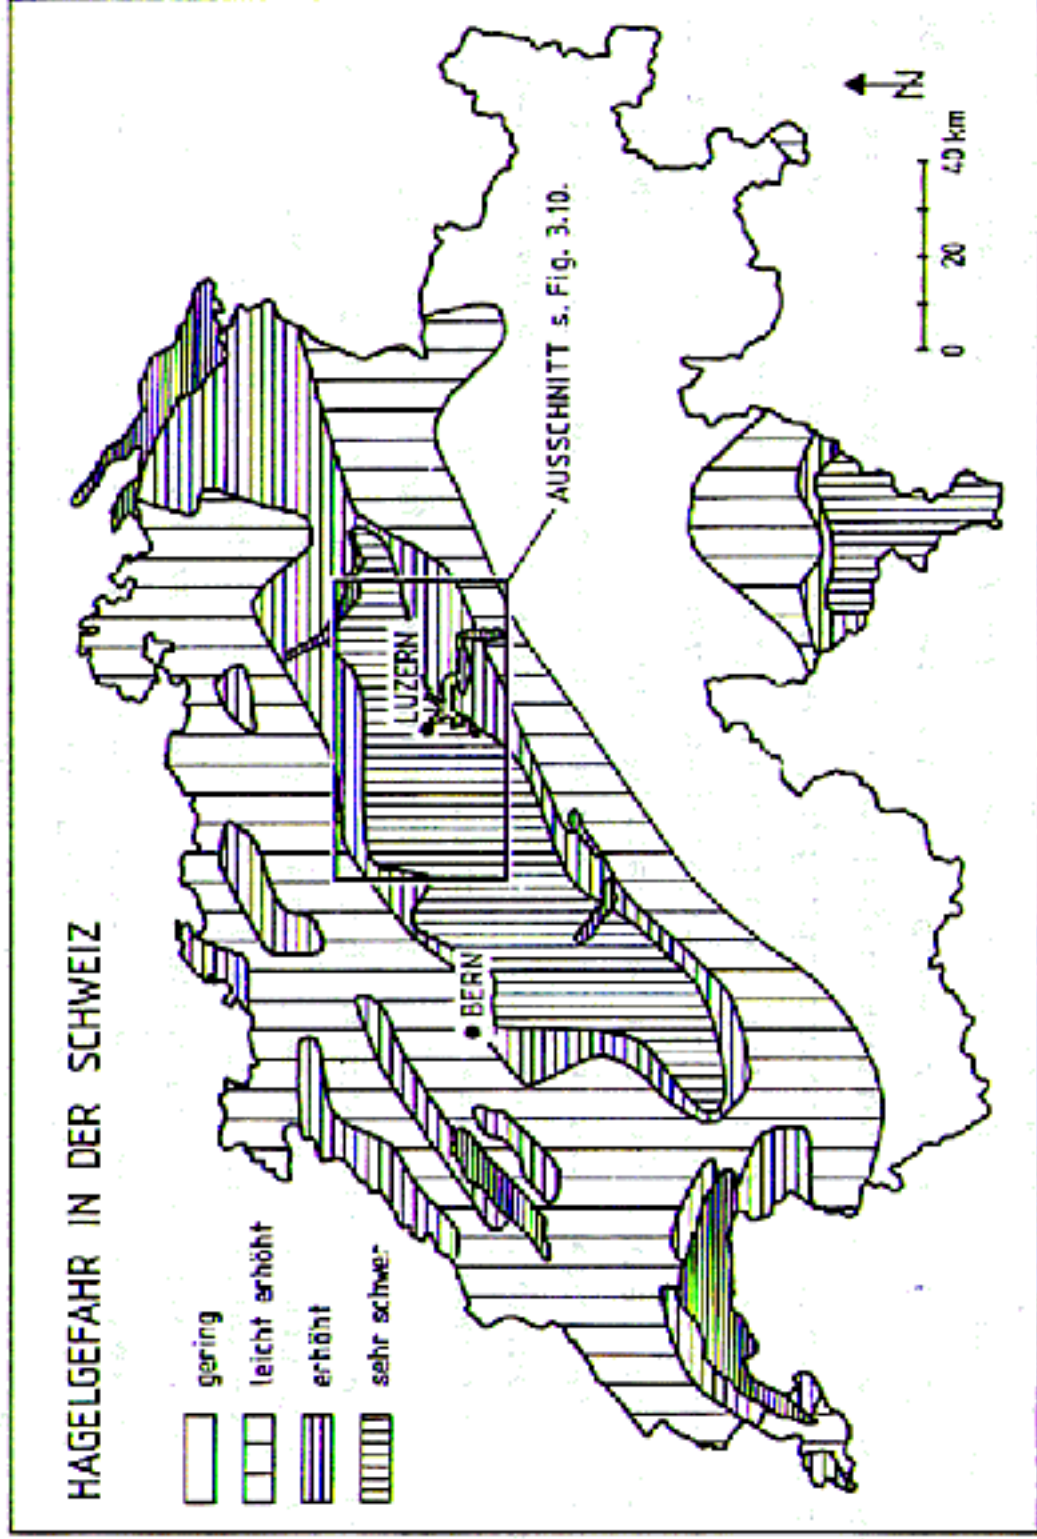 HAGELGEFAHR IN DER SCHWEIZ
gering
leicht erhöht
erhöht
sehr schwer
BERN
LUZERN
AUSSCHNITT s. Fig. 3.10.
N
0 20 40 km